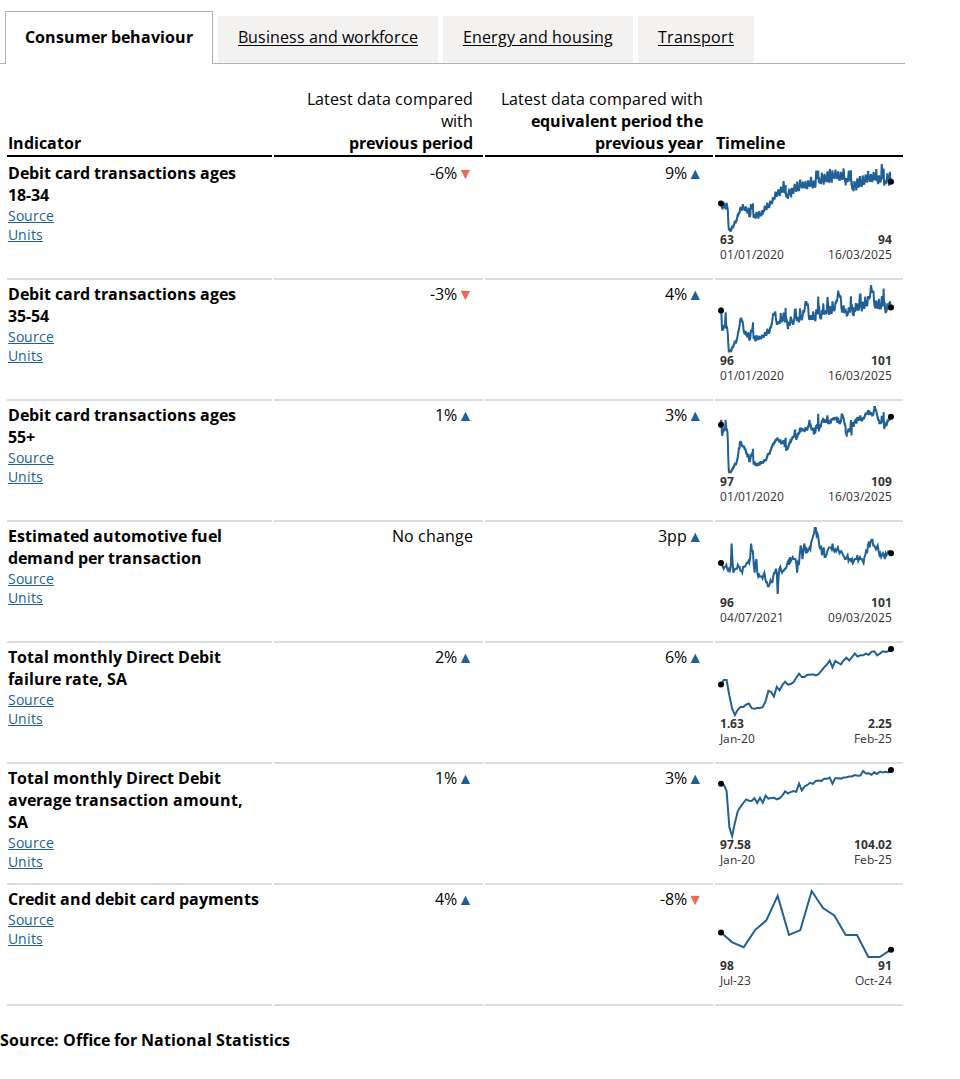 Consumer behaviour
Business and workforce
Energy and housing
Transport
Indicator
Latest data compared
with
previous period
Latest data compared with
equivalent period the
previous year
Timeline
Debit card transactions ages
18-34
Source
Units
-6% ▼
9% ▲
63
94
01/01/2020
16/03/2025
Debit card transactions ages
35-54
Source
Units
-3% ▼
4% ▲
96
101
01/01/2020
16/03/2025
Debit card transactions ages
55+
Source
Units
1% ▲
3% ▲
97
109
01/01/2020
16/03/2025
Estimated automotive fuel
demand per transaction
Source
Units
No change
3pp ▲
96
101
04/07/2021
09/03/2025
Total monthly Direct Debit
failure rate, SA
Source
Units
2% ▲
6% ▲
1.63
2.25
Jan-20
Feb-25
Total monthly Direct Debit
average transaction amount,
SA
Source
Units
1% ▲
3% ▲
97.58
104.02
Jan-20
Feb-25
Credit and debit card payments
Source
Units
4% ▲
-8% ▼
98
91
Jul-23
Oct-24
Source: Office for National Statistics